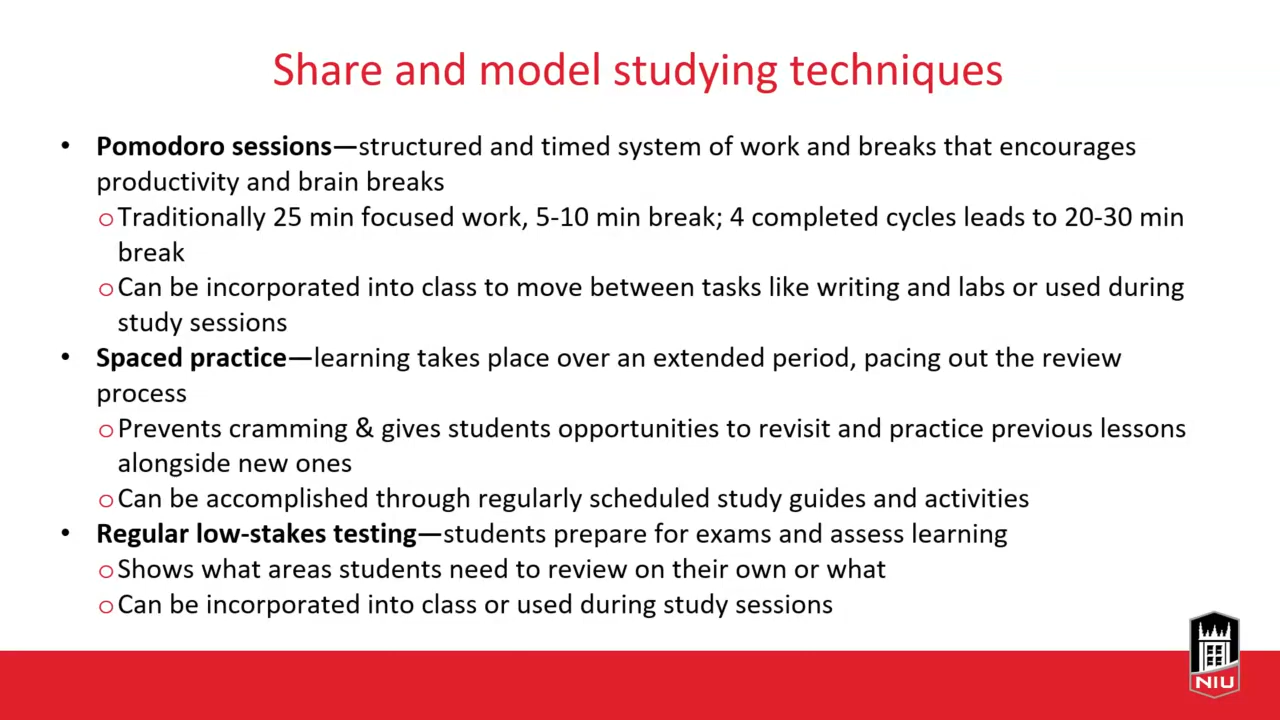 Share and model studying techniques
• Pomodoro sessions—structured and timed system of work and breaks that encourages
productivity and brain breaks
o Traditionally 25 min focused work, 5-10 min break; 4 completed cycles leads to 20-30 min
break
o Can be incorporated into class to move between tasks like writing and labs or used during
study sessions
• Spaced practice—learning takes place over an extended period, pacing out the review
process
o Prevents cramming & gives students opportunities to revisit and practice previous lessons
alongside new ones
o Can be accomplished through regularly scheduled study guides and activities
• Regular low-stakes testing—students prepare for exams and assess learning
o Shows what areas students need to review on their own or what
o Can be incorporated into class or used during study sessions
NIU